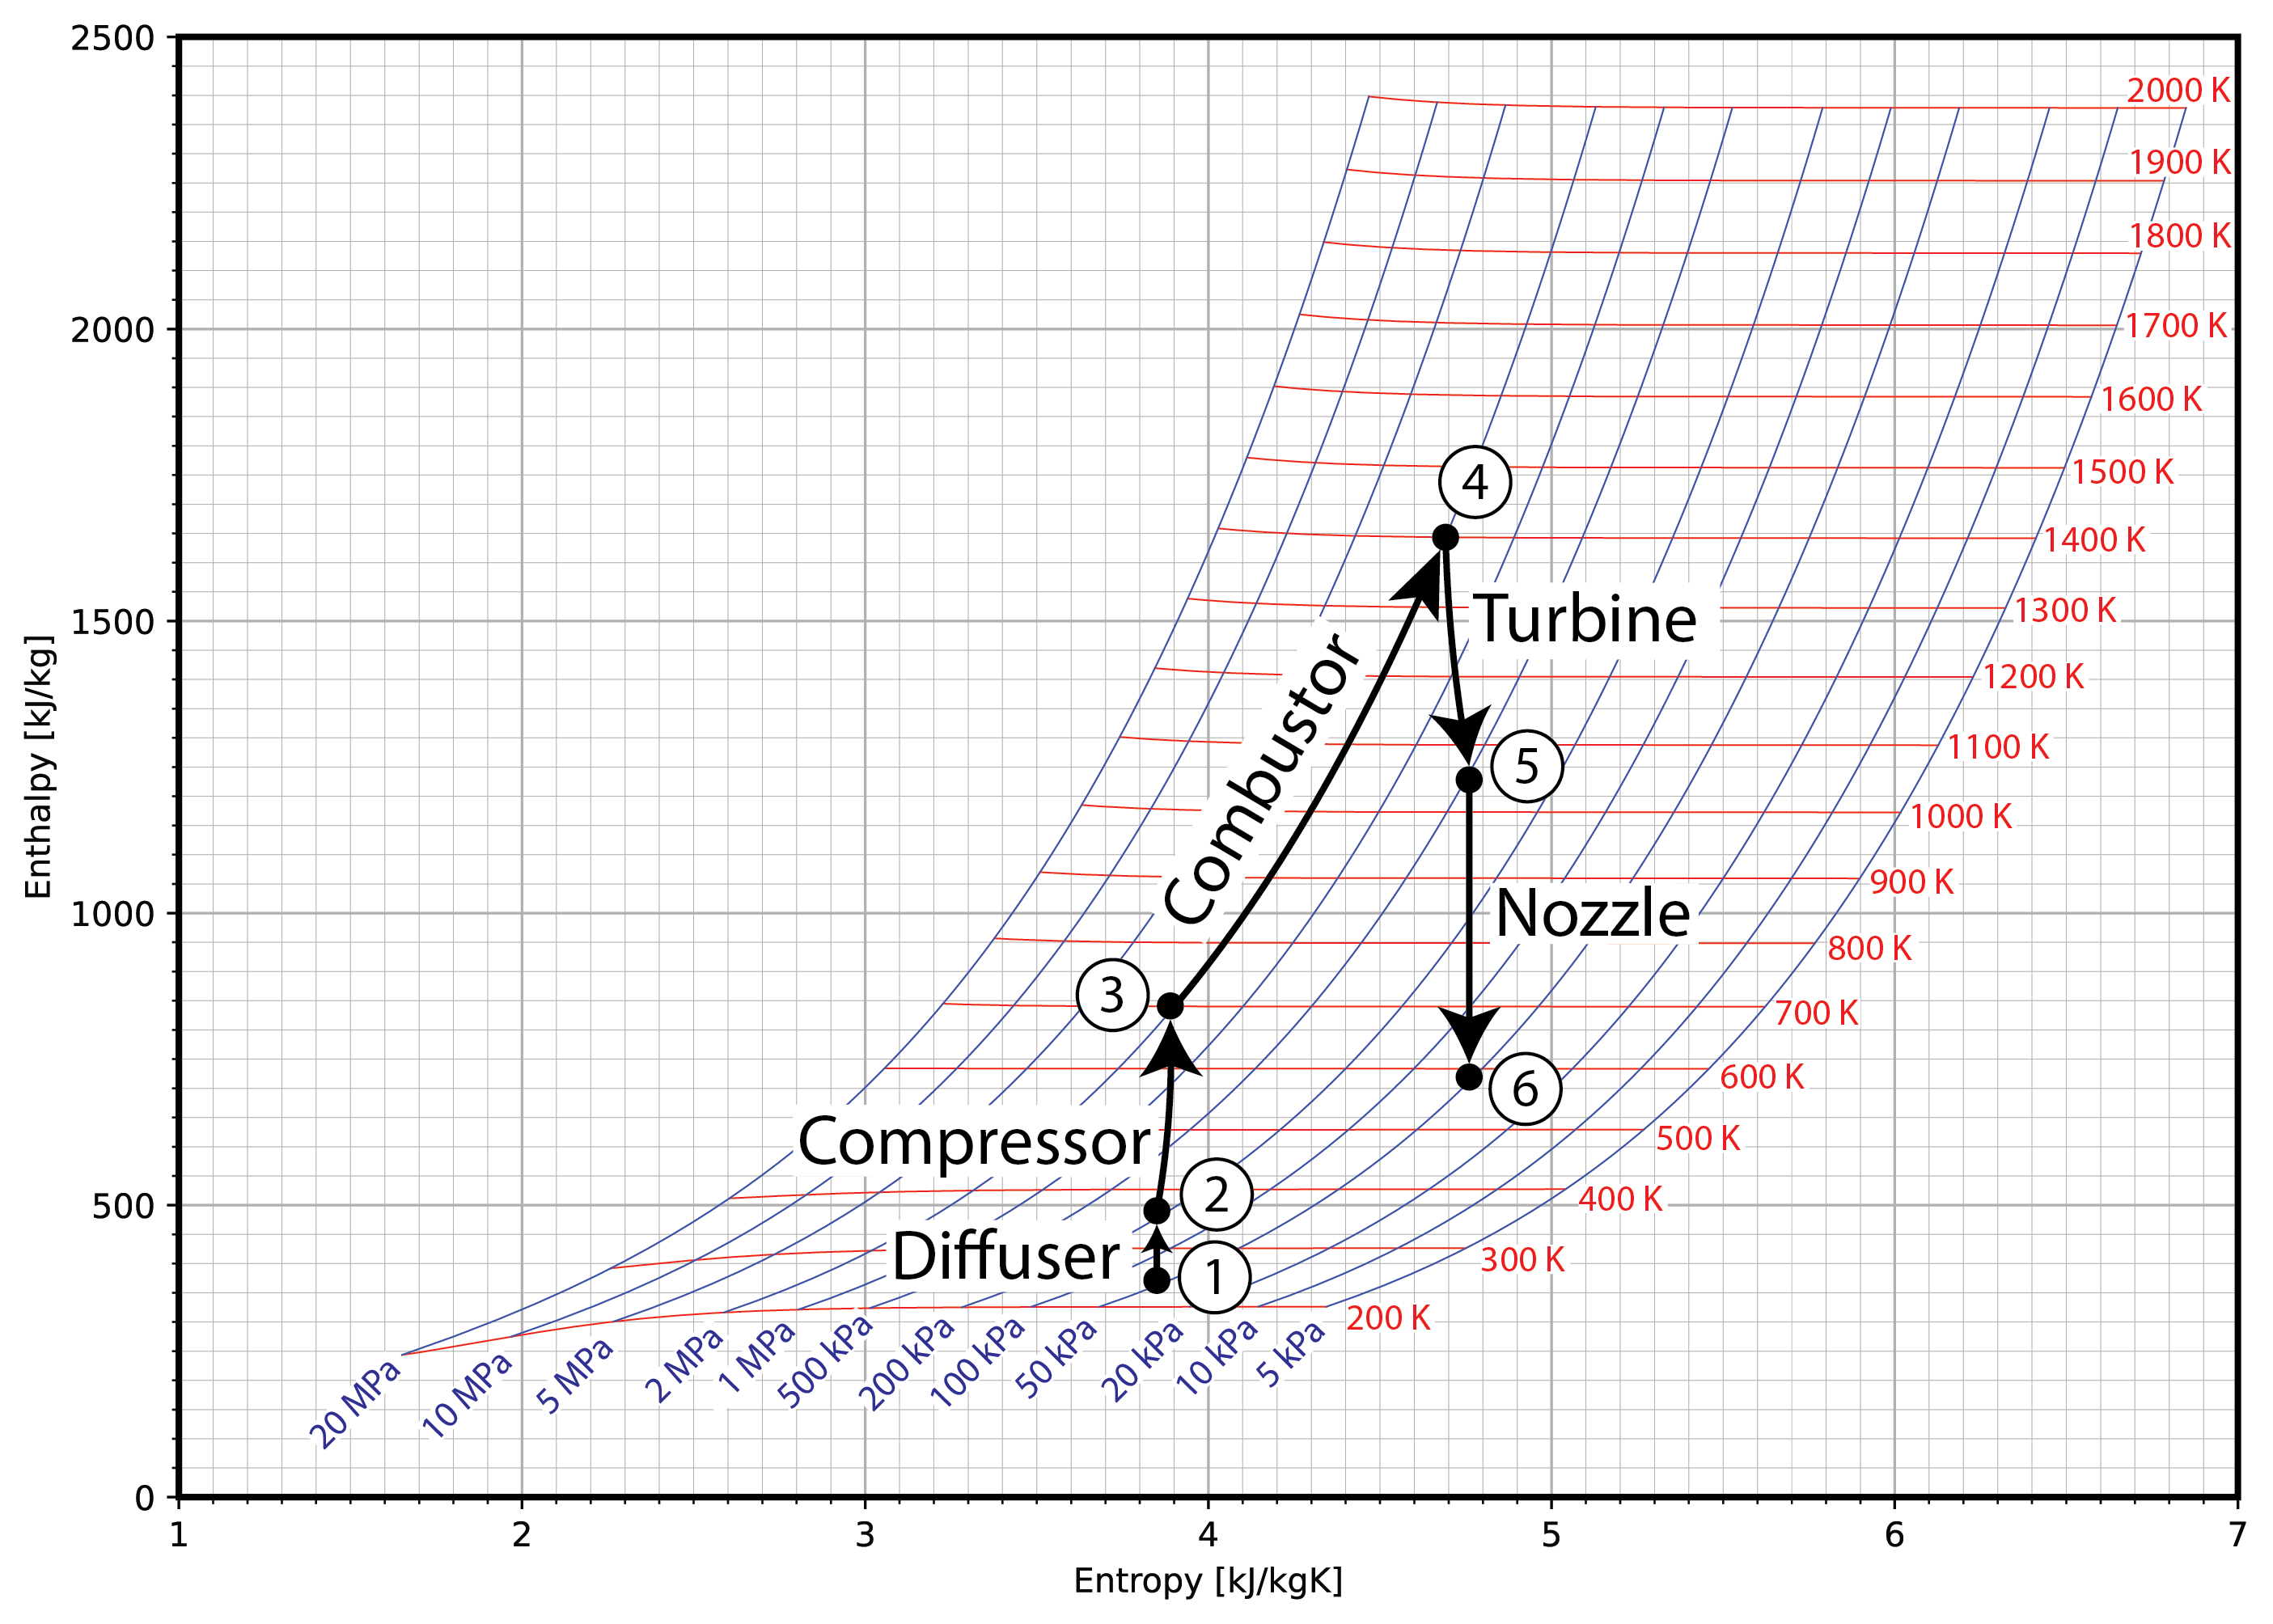 2500
2000
1500
1000
500
0
Enthalpy [kJ/kg]
1
2
3
4
5
6
7
Entropy [kJ/kgK]
2000 K
1900 K
1800 K
1700 K
1600 K
1500 K
1400 K
1300 K
1200 K
1100 K
1000 K
900 K
800 K
700 K
600 K
500 K
400 K
300 K
200 K
20 MPa
10 MPa
5 MPa
2 MPa
1 MPa
500 kPa
200 kPa
100 kPa
50 kPa
20 kPa
10 kPa
5 kPa
4
Turbine
Combustor
5
Nozzle
3
6
Compressor
2
Diffuser
1